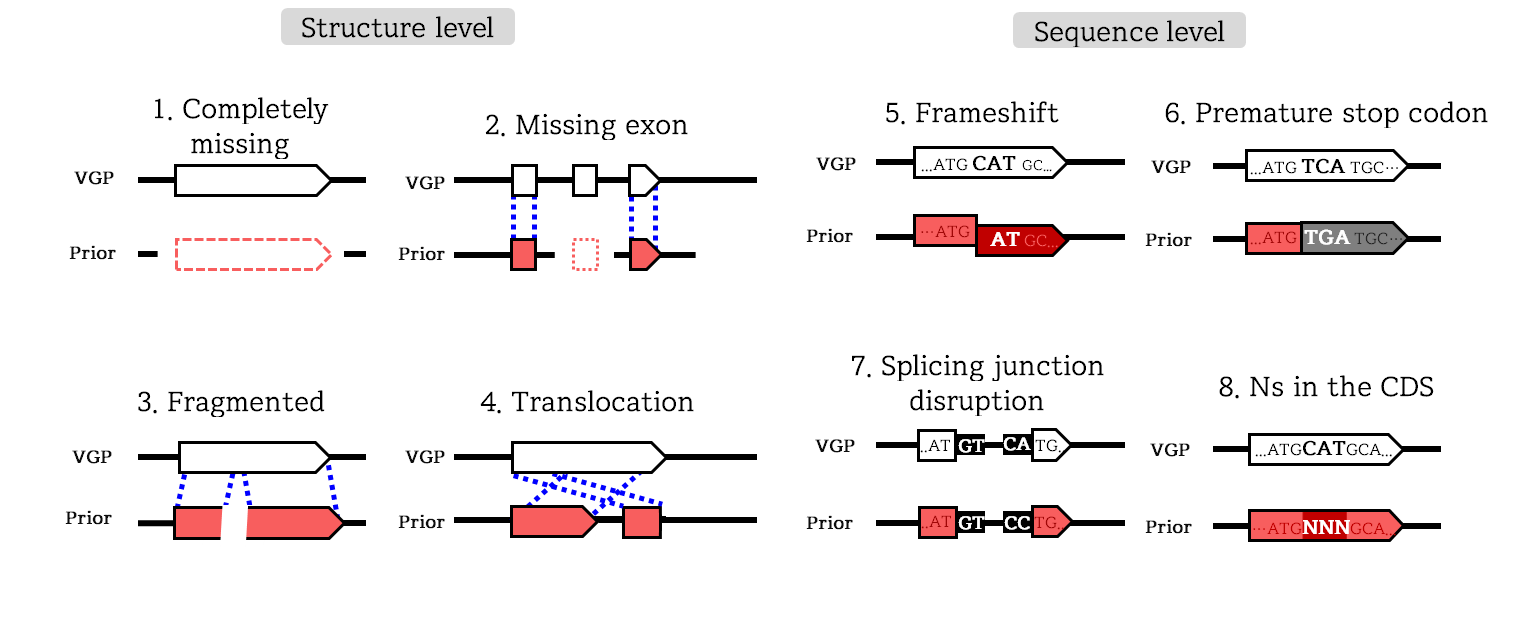 Structure level
1. Completely
missing
VGP
Prior
2. Missing exon
VGP
Prior
3. Fragmented
VGP
Prior
4. Translocation
VGP
Prior
Sequence level
5. Frameshift
VGP
...ATG CAT GC...
Prior
...ATG AT GC...
6. Premature stop codon
VGP
...ATG TCA TGC...
Prior
...ATG TGA TGC...
7. Splicing junction
disruption
VGP
..AT GT CA TG..
Prior
..AT GT CC TG..
8. Ns in the CDS
VGP
...ATGCATGCA...
Prior
...ATGNNNGCA...